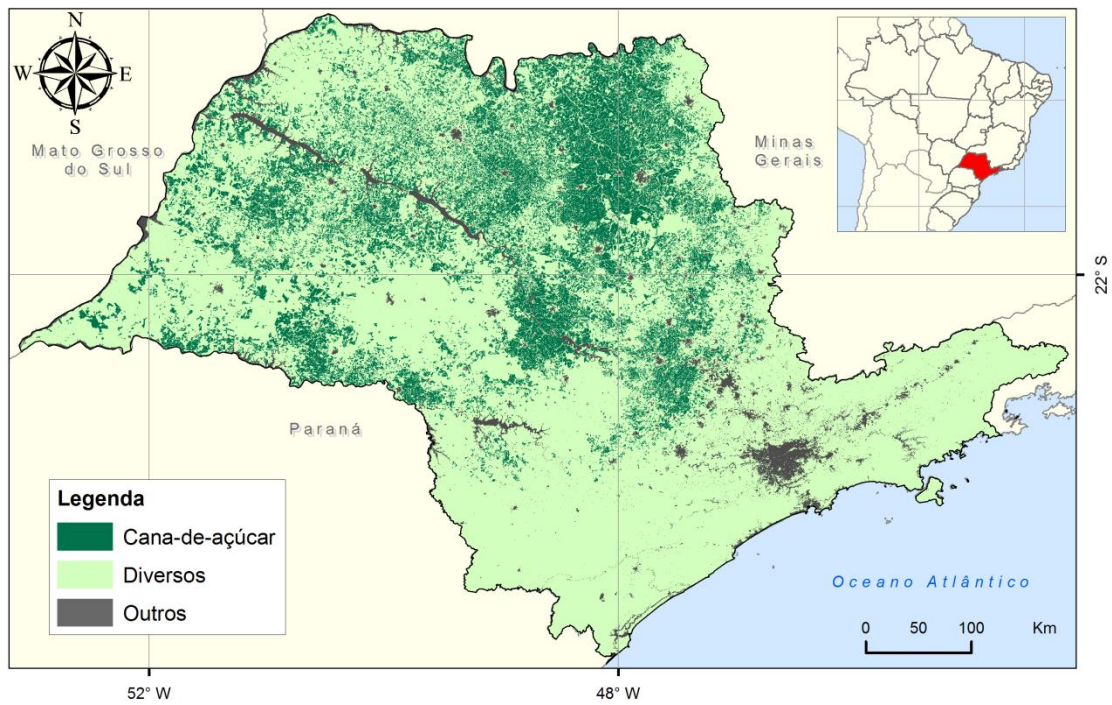 N
W E
S
Mato Grosso
do Sul
Minas
Gerais
22° S
Paraná
Legenda
Cana-de-açúcar
Diversos
Outros
Oceano Atlântico
0 50 100 Km
52° W 48° W